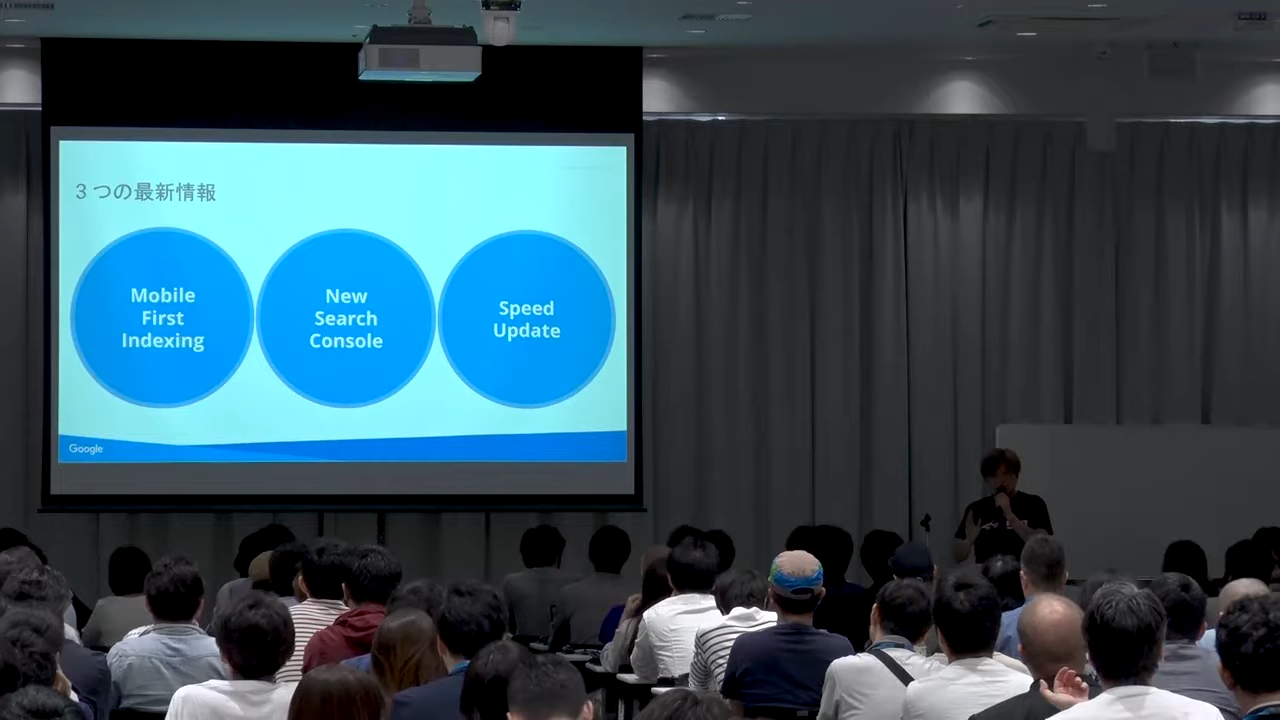 3つの最新情報
Mobile
First
Indexing
New
Search
Console
Speed
Update
Google